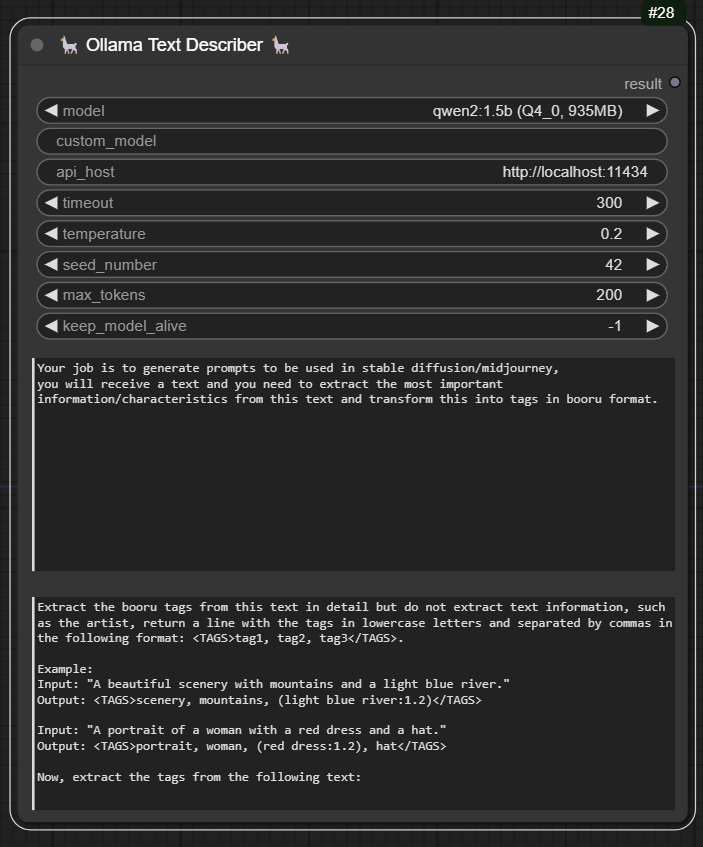 #28
Ollama Text Describer
result
model qwen2:1.5b (Q4_0, 935MB)
custom_model
api_host http://localhost:11434
timeout 300
temperature 0.2
seed_number 42
max_tokens 200
keep_model_alive -1
Your job is to generate prompts to be used in stable diffusion/midjourney,
you will receive a text and you need to extract the most important
information/characteristics from this text and transform this into tags in booru format.
Extract the booru tags from this text in detail but do not extract text information, such
as the artist, return a line with the tags in lowercase letters and separated by commas in
the following format: <TAGS>tag1, tag2, tag3</TAGS>.
Example:
Input: "A beautiful scenery with mountains and a light blue river."
Output: <TAGS>scenery, mountains, (light blue river:1.2)</TAGS>
Input: "A portrait of a woman with a red dress and a hat."
Output: <TAGS>portrait, woman, (red dress:1.2), hat</TAGS>
Now, extract the tags from the following text: